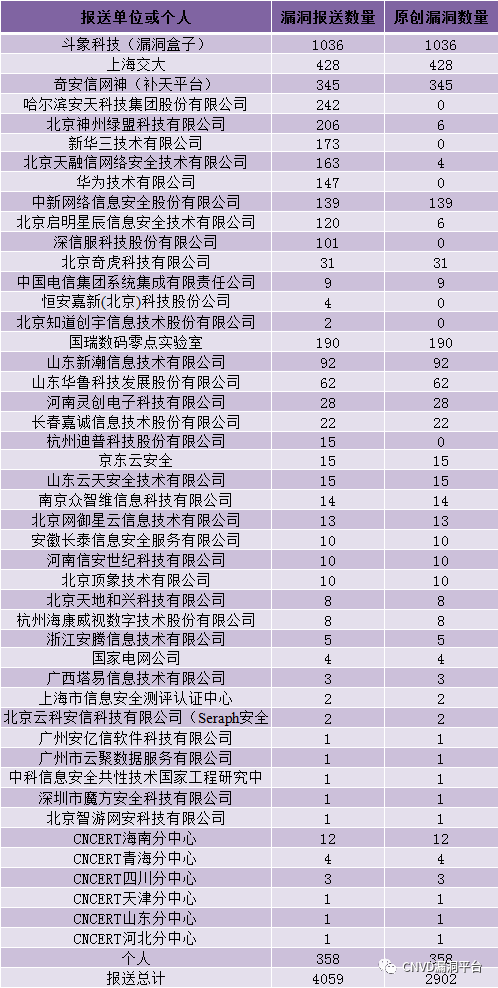 报送单位或个人 漏洞报送数量 原创漏洞数量
斗象科技（漏洞盒子） 1036 1036
上海交大 428 428
奇安信网神（补天平台） 345 345
哈尔滨安天科技集团股份有限公司 242 0
北京神州绿盟科技有限公司 206 6
新华三技术有限公司 173 0
北京天融信网络安全技术有限公司 163 4
华为技术有限公司 147 0
中新网络信息安全股份有限公司 139 139
北京启明星辰信息安全技术有限公司 120 6
深信服科技股份有限公司 101 0
北京奇虎科技有限公司 31 31
中国电信集团系统集成有限责任公司 9 9
恒安嘉新(北京)科技股份公司 4 0
北京知道创宇信息技术股份有限公司 2 0
国瑞数码零点实验室 190 190
山东新潮信息技术有限公司 92 92
山东华鲁科技发展股份有限公司 62 62
河南灵创电子科技有限公司 28 28
长春嘉诚信息技术股份有限公司 22 22
杭州迪普科技股份有限公司 15 0
京东云安全 15 15
山东云天安全技术有限公司 15 15
南京众智维信息科技有限公司 14 14
北京网御星云信息技术有限公司 13 13
安徽长泰信息安全服务有限公司 10 10
河南信安世纪科技有限公司 10 10
北京顶象技术有限公司 10 10
北京天地和兴科技有限公司 8 8
杭州海康威视数字技术股份有限公司 8 8
浙江安腾信息技术有限公司 5 5
国家电网公司 4 4
广西塔易信息技术有限公司 3 3
上海市信息安全测评认证中心 2 2
北京云科安信科技有限公司（Seraph安全 2 2
广州安亿信软件科技有限公司 1 1
广州市云聚数据服务有限公司 1 1
中科信息安全共性技术国家工程研究中 1 1
深圳市魔方安全科技有限公司 1 1
北京智游网安科技有限公司 1 1
CNCERT海南分中心 12 12
CNCERT青海分中心 4 4
CNCERT四川分中心 3 3
CNCERT天津分中心 1 1
CNCERT山东分中心 1 1
CNCERT河北分中心 1 1
个人 358 358
报送总计 4059 2902
CNVD漏洞平台